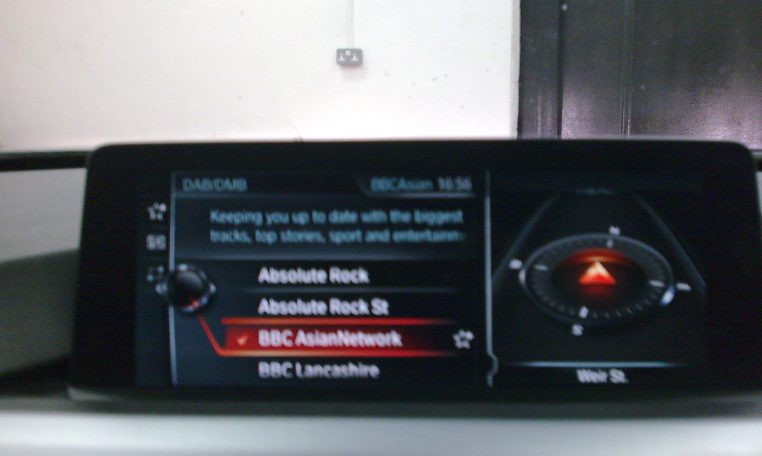 DAB/DMB
BBCAsian 16:56
Keeping you up to date with the biggest
tracks, top stories, sport and entertainm
Absolute Rock
Absolute Rock St
BBC AsianNetwork
BBC Lancashire
N
S
Weir St.